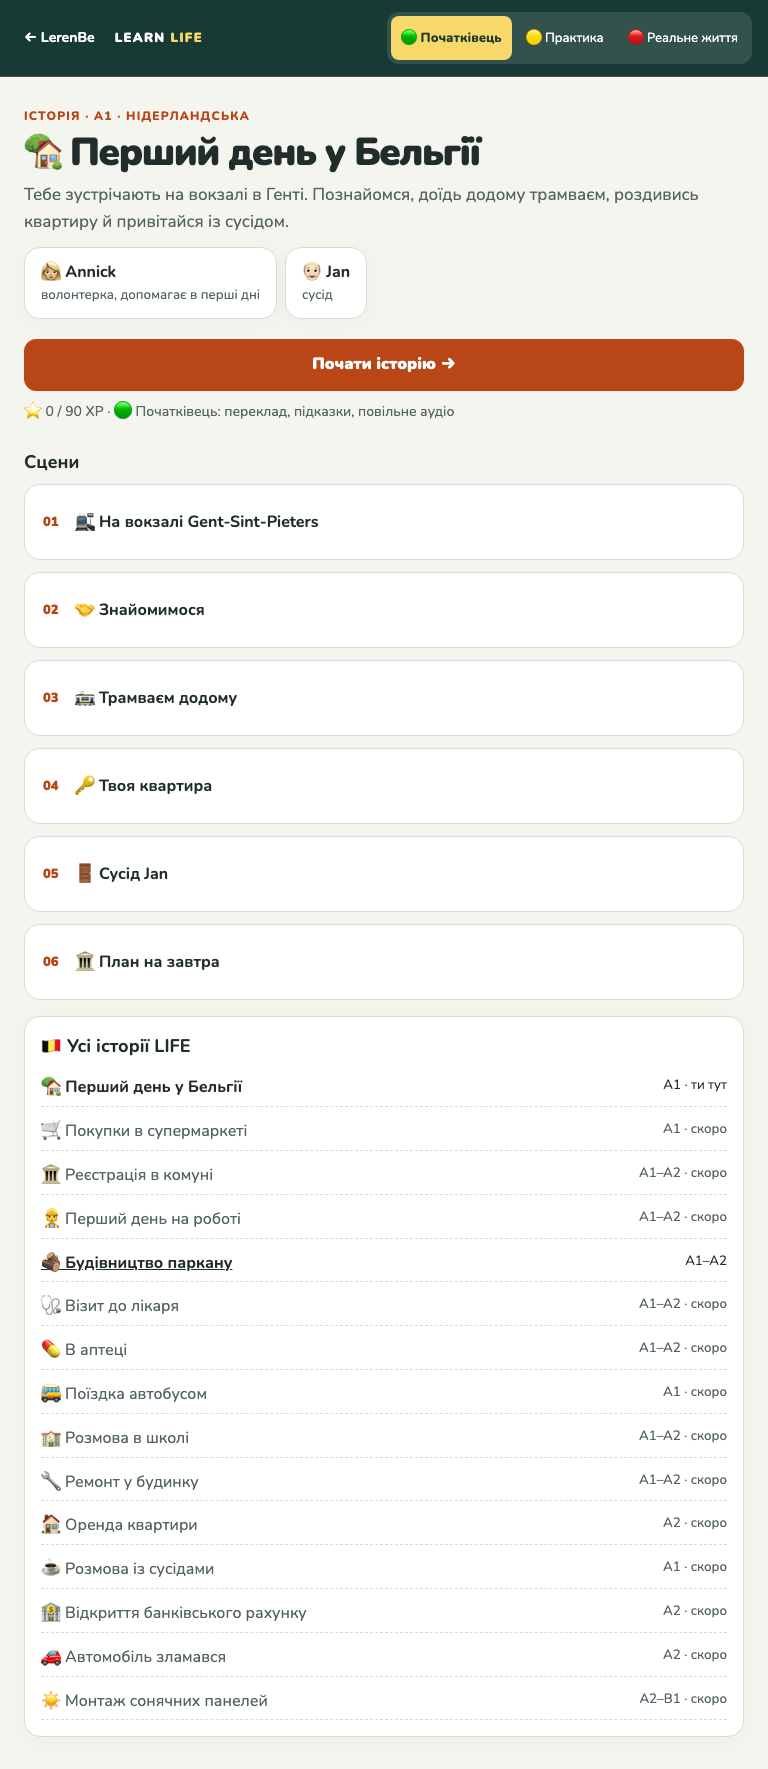 ← LerenBe LEARN LIFE Початківець Практика Реальне життя
ІСТОРІЯ · A1 · НІДЕРЛАНДСЬКА
Перший день у Бельгії
Тебе зустрічають на вокзалі в Генті. Познайомся, доїдь додому трамваєм, роздивись
квартиру й привітайся із сусідом.
Annick
волонтерка, допомагає в перші дні
Jan
сусід
Почати історію →
0 / 90 XP · Початківець: переклад, підказки, повільне аудіо
Сцени
01 На вокзалі Gent-Sint-Pieters
02 Знайомимося
03 Трамваєм додому
04 Твоя квартира
05 Сусід Jan
06 План на завтра
Усі історії LIFE
Перший день у Бельгії A1 · ти тут
Покупки в супермаркеті A1 · скоро
Реєстрація в комуні A1–A2 · скоро
Перший день на роботі A1–A2 · скоро
Будівництво паркану A1–A2
Візит до лікаря A1–A2 · скоро
В аптеці A1–A2 · скоро
Поїздка автобусом A1 · скоро
Розмова в школі A1–A2 · скоро
Ремонт у будинку A1–A2 · скоро
Оренда квартири A2 · скоро
Розмова із сусідами A1 · скоро
Відкриття банківського рахунку A2 · скоро
Автомобіль зламався A2 · скоро
Монтаж сонячних панелей A2–B1 · скоро